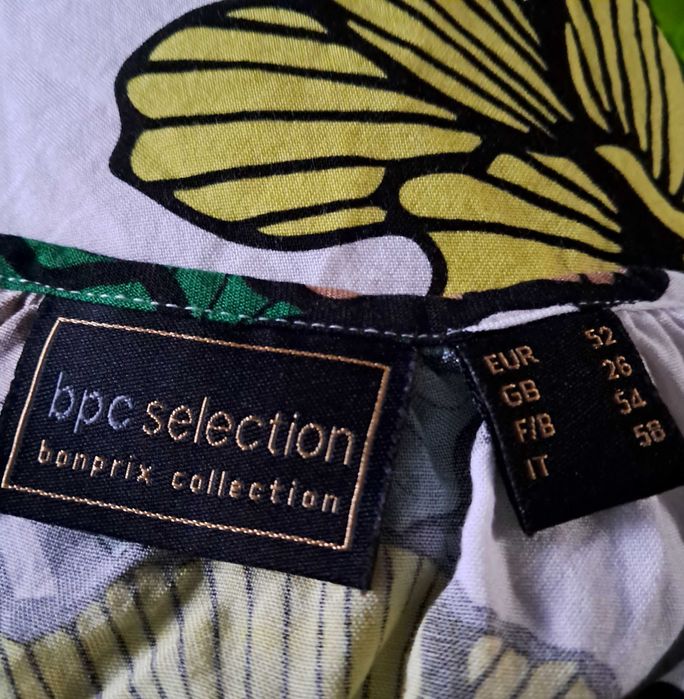 bpc selection
bonprix collection
EUR 52
GB 26
F/B 54
IT 58